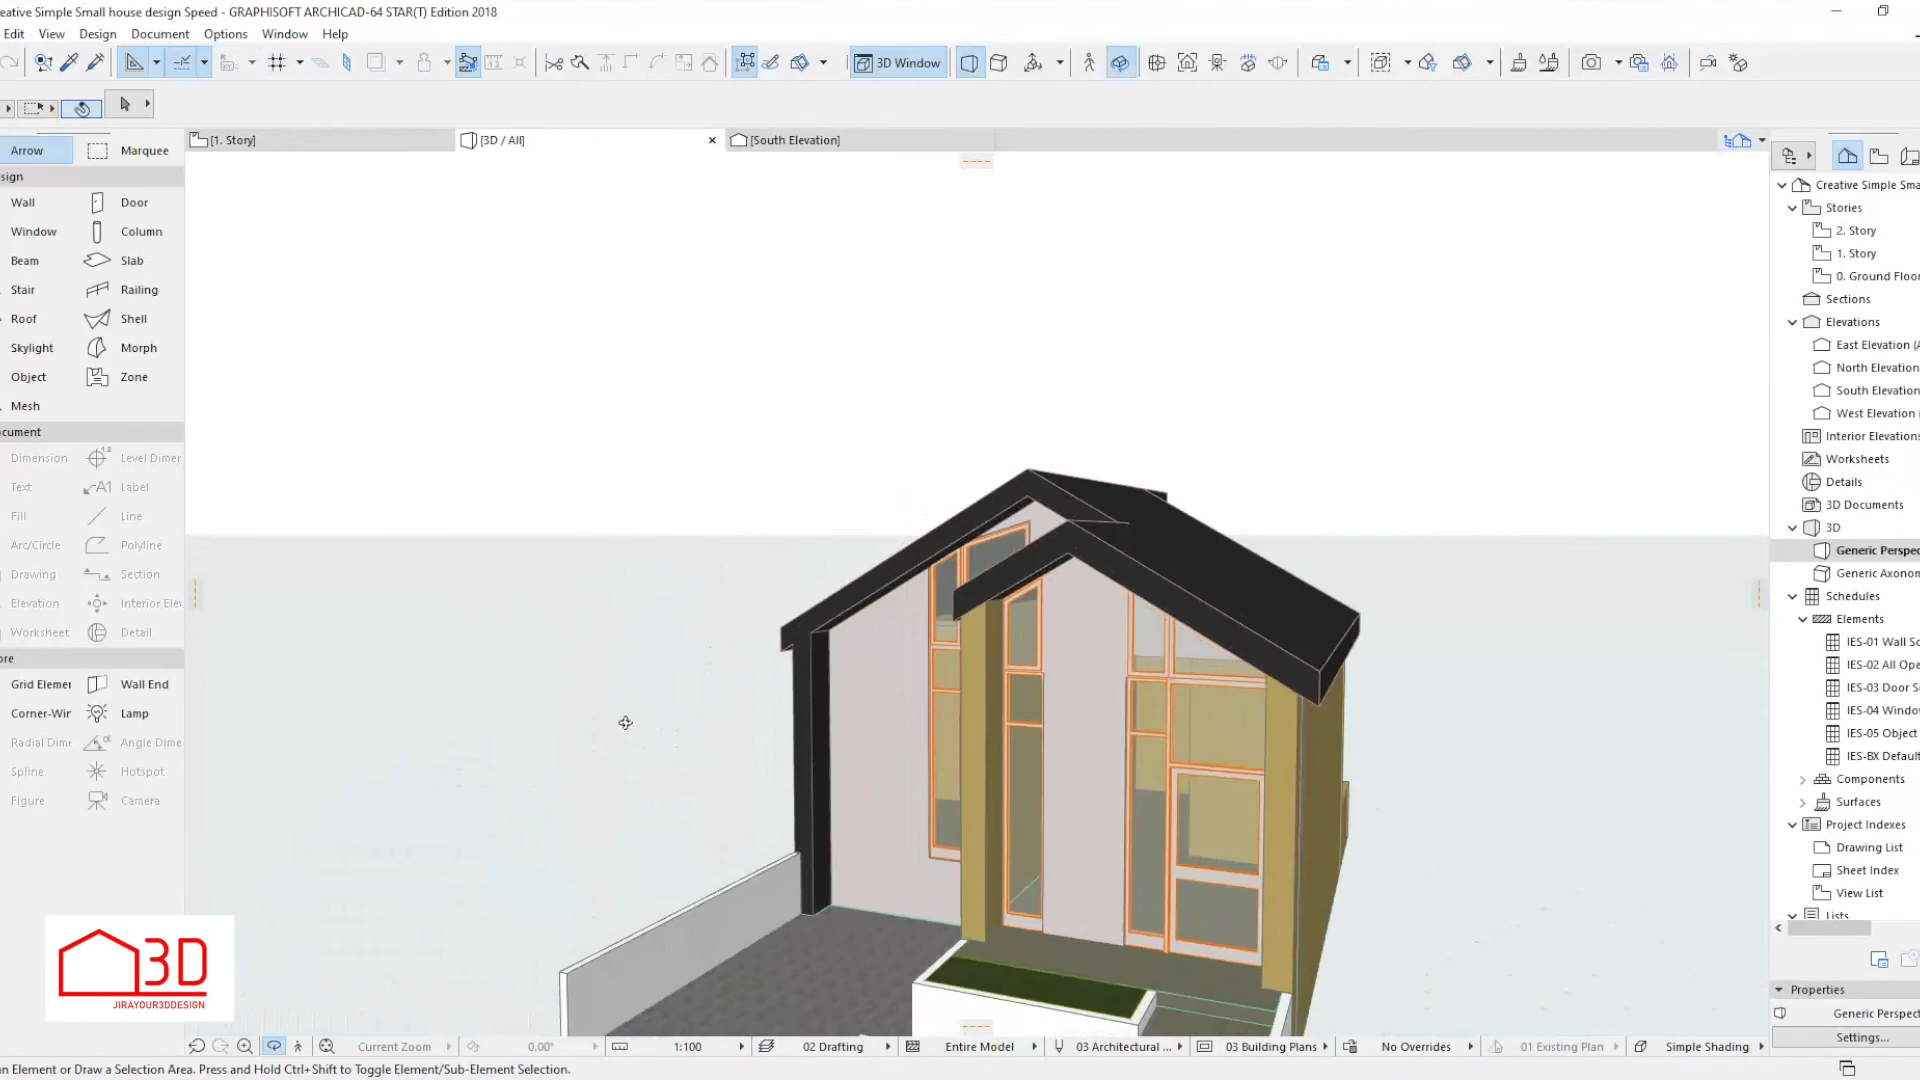 eative Simple Small house design Speed - GRAPHISOFT ARCHICAD-64 STAR(T) Edition 2018
Edit View Design Document Options Window Help
3D Window
[1. Story] [3D / All] [South Elevation]
Arrow Marquee
sign
Wall Door
Window Column
Beam Slab
Stair Railing
Roof Shell
Skylight Morph
Object Zone
Mesh
cument
Dimension Level Dimer
Text Label
Fill Line
Arc/Circle Polyline
Drawing Section
Elevation Interior Elev
Worksheet Detail
ore
Grid Elemer Wall End
Corner-Wir Lamp
Radial Dime Angle Dime
Spline Hotspot
Figure Camera
Creative Simple Sma
Stories
2. Story
1. Story
0. Ground Floor
Sections
Elevations
East Elevation (A
North Elevation
South Elevation
West Elevation (
Interior Elevations
Worksheets
Details
3D Documents
3D
Generic Perspec
Generic Axonom
Schedules
Elements
IES-01 Wall Sc
IES-02 All Ope
IES-03 Door S
IES-04 Windo
IES-05 Object
IES-BX Default
Components
Surfaces
Project Indexes
Drawing List
Sheet Index
View List
Lists
Properties
Generic Perspec
Settings...
3D
JIRAYOUR3DDESIGN
Current Zoom 0.00° 1:100 02 Drafting Entire Model 03 Architectural ... 03 Building Plans No Overrides 01 Existing Plan Simple Shading
n Element or Draw a Selection Area. Press and Hold Ctrl+Shift to Toggle Element/Sub-Element Selection.